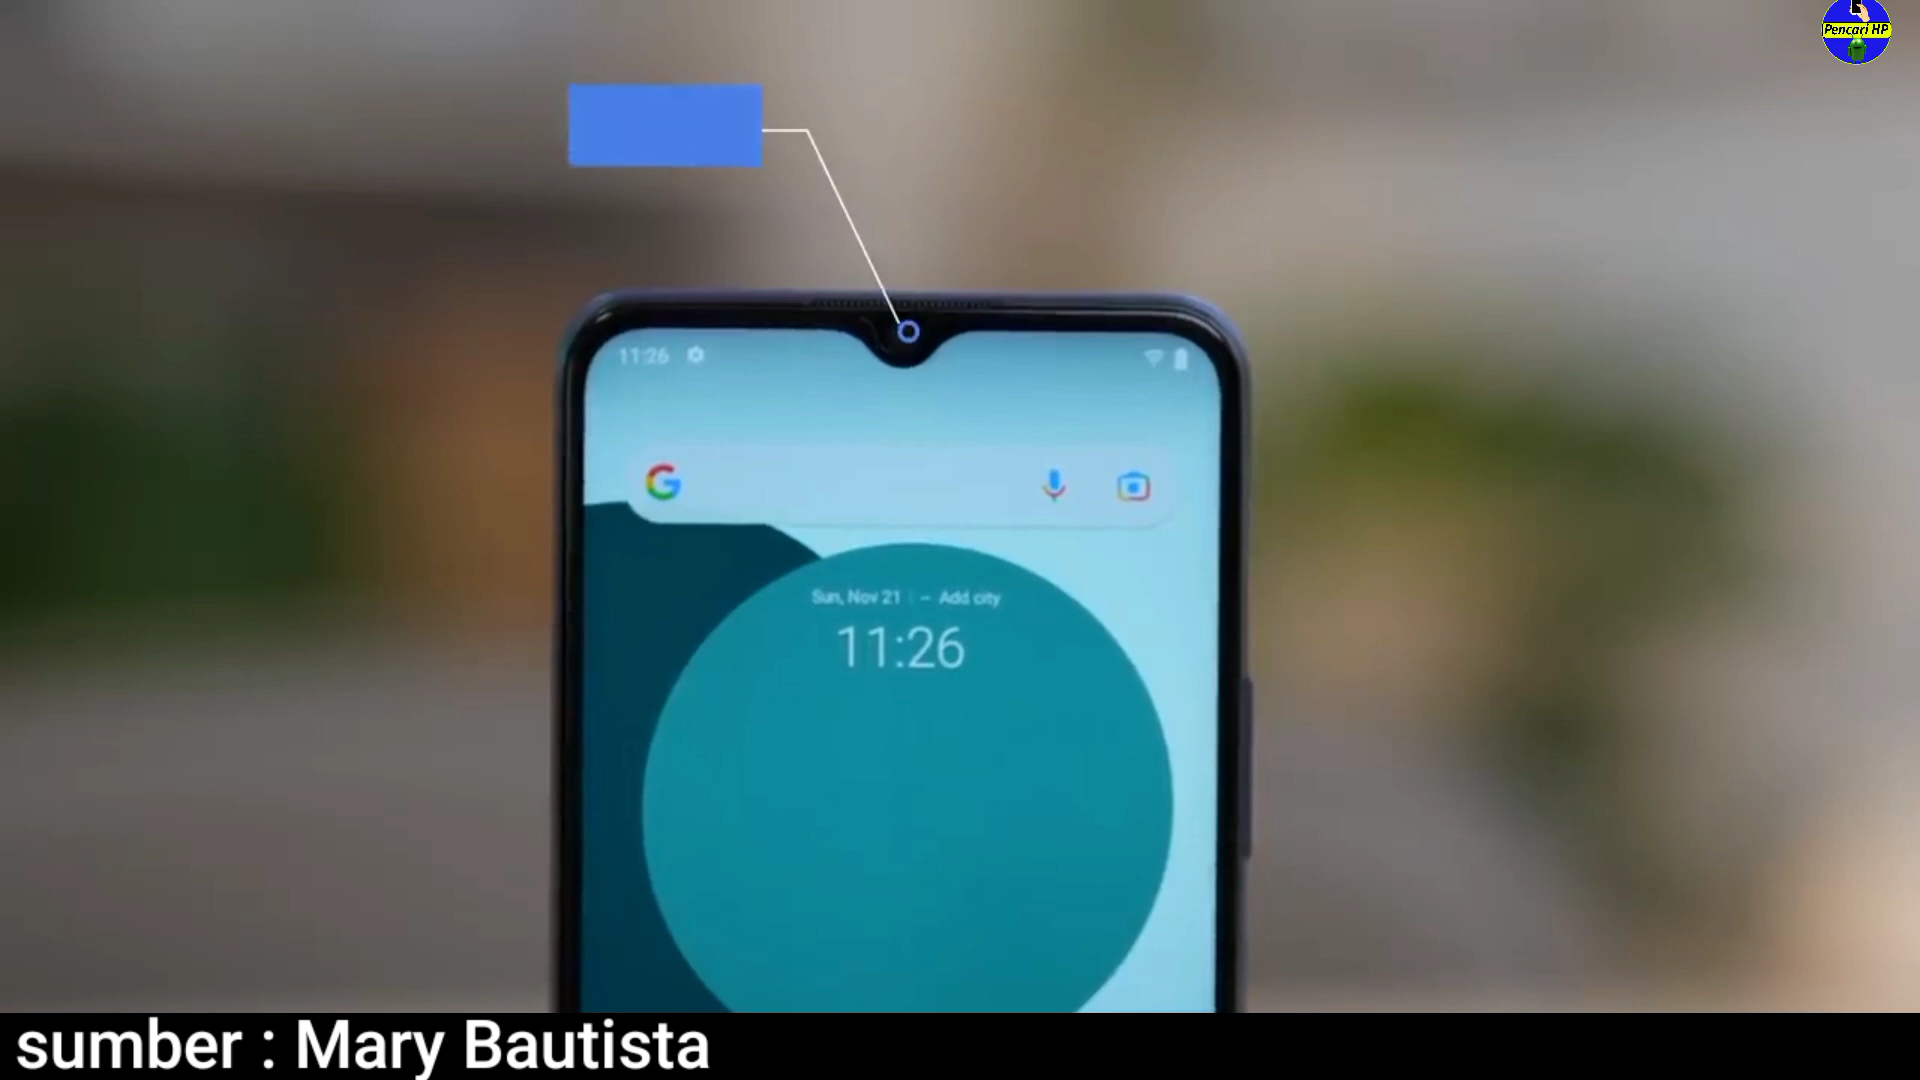 Pencari HP
11:26
G
Sun, Nov 21 | – Add city
11:26
sumber : Mary Bautista